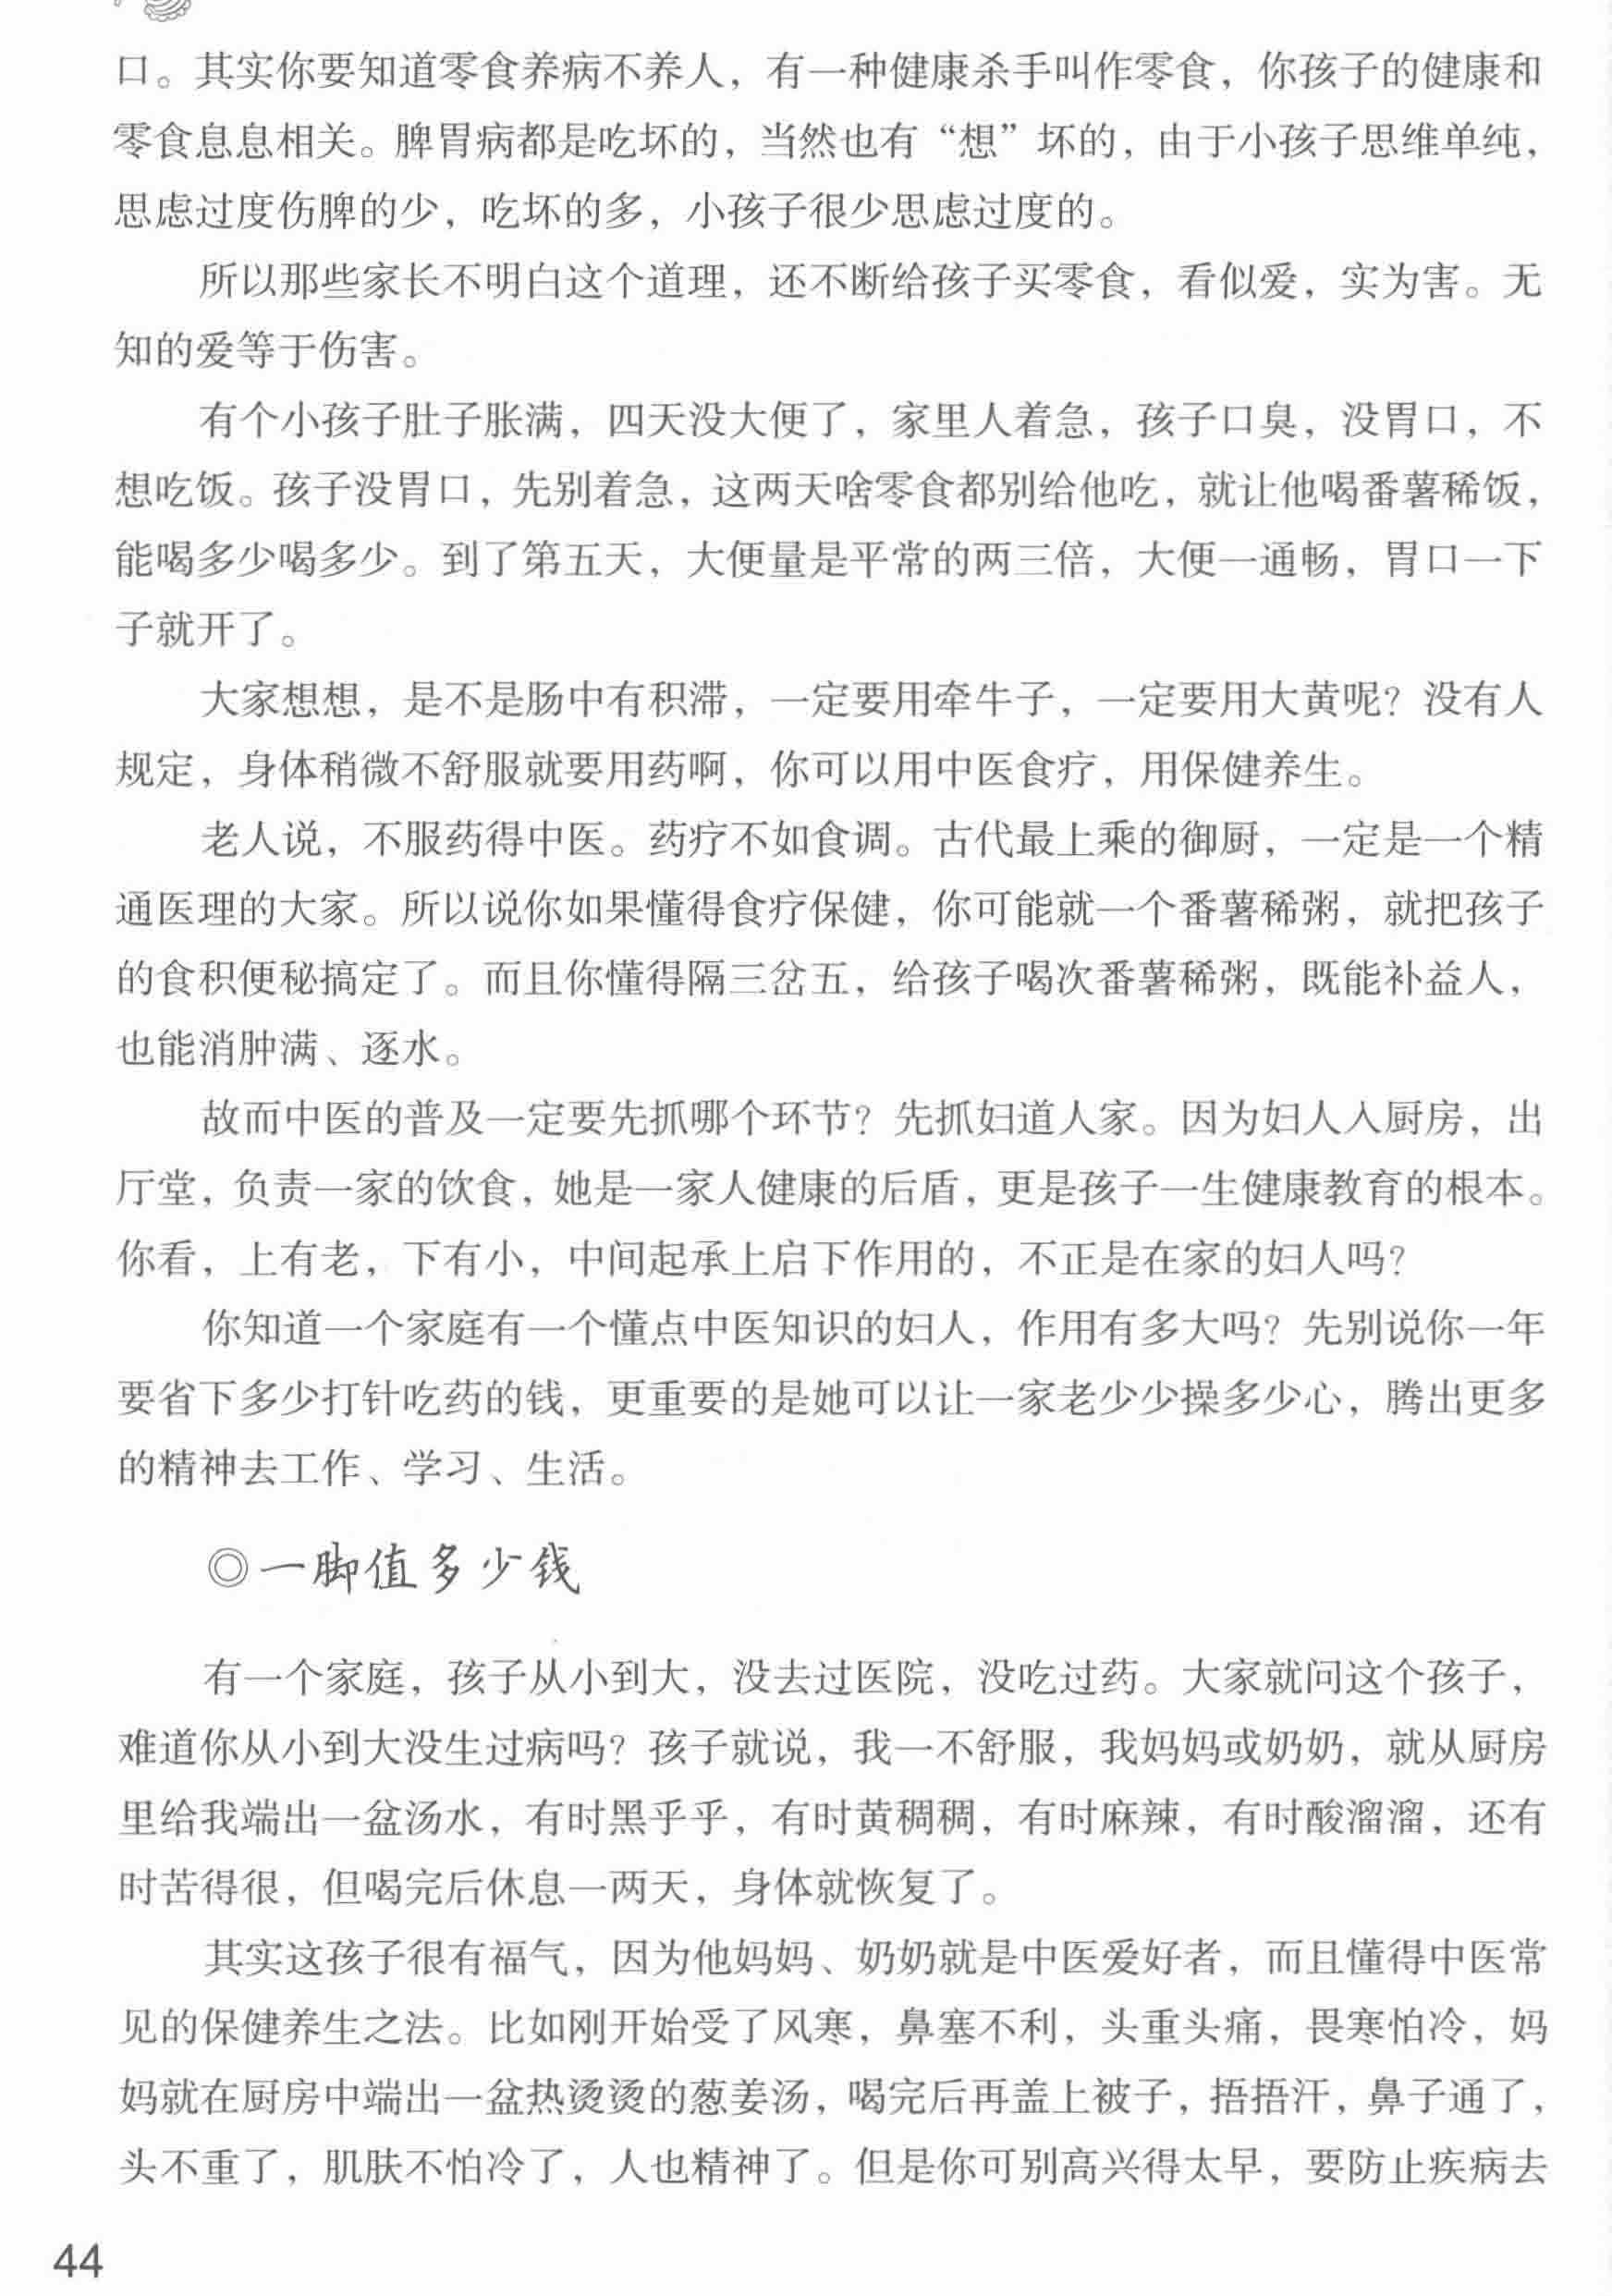 口。其实你要知道零食养病不养人，有一种健康杀手叫作零食，你孩子的健康和
零食息息相关。脾胃病都是吃坏的，当然也有“想”坏的，由于小孩子思维单纯，
思虑过度伤脾的少，吃坏的多，小孩子很少思虑过度的。
所以那些家长不明白这个道理，还不断给孩子买零食，看似爱，实为害。无
知的爱等于伤害。
有个小孩子肚子胀满，四天没大便了，家里人着急，孩子口臭，没胃口，不
想吃饭。孩子没胃口，先别着急，这两天啥零食都别给他吃，就让他喝番薯稀饭，
能喝多少喝多少。到了第五天，大便量是平常的两三倍，大便一通畅，胃口一下
子就开了。
大家想想，是不是肠中有积滞，一定要用牵牛子，一定要用大黄呢？没有人
规定，身体稍微不舒服就要用药啊，你可以用中医食疗，用保健养生。
老人说，不服药得中医。药疗不如食调。古代最上乘的御厨，一定是一个精
通医理的大家。所以说你如果懂得食疗保健，你可能就一个番薯稀粥，就把孩子
的食积便秘搞定了。而且你懂得隔三岔五，给孩子喝次番薯稀粥，既能补益人，
也能消肿满、逐水。
故而中医的普及一定要先抓哪个环节？先抓妇道人家。因为妇人入厨房，出
厅堂，负责一家的饮食，她是一家人健康的后盾，更是孩子一生健康教育的根本。
你看，上有老，下有小，中间起承上启下作用的，不正是在家的妇人吗？
你知道一个家庭有一个懂点中医知识的妇人，作用有多大吗？先别说你一年
要省下多少打针吃药的钱，更重要的是她可以让一家老少少操多少心，腾出更多
的精神去工作、学习、生活。
◎一脚值多少钱
有一个家庭，孩子从小到大，没去过医院，没吃过药。大家就问这个孩子，
难道你从小到大没生过病吗？孩子就说，我一不舒服，我妈妈或奶奶，就从厨房
里给我端出一盆汤水，有时黑乎乎，有时黄稠稠，有时麻辣，有时酸溜溜，还有
时苦得很，但喝完后休息一两天，身体就恢复了。
其实这孩子很有福气，因为他妈妈、奶奶就是中医爱好者，而且懂得中医常
见的保健养生之法。比如刚开始受了风寒，鼻塞不利，头重头痛，畏寒怕冷，妈
妈就在厨房中端出一盆热烫烫的葱姜汤，喝完后再盖上被子，捂捂汗，鼻子通了，
头不重了，肌肤不怕冷了，人也精神了。但是你可别高兴得太早，要防止疾病去
44